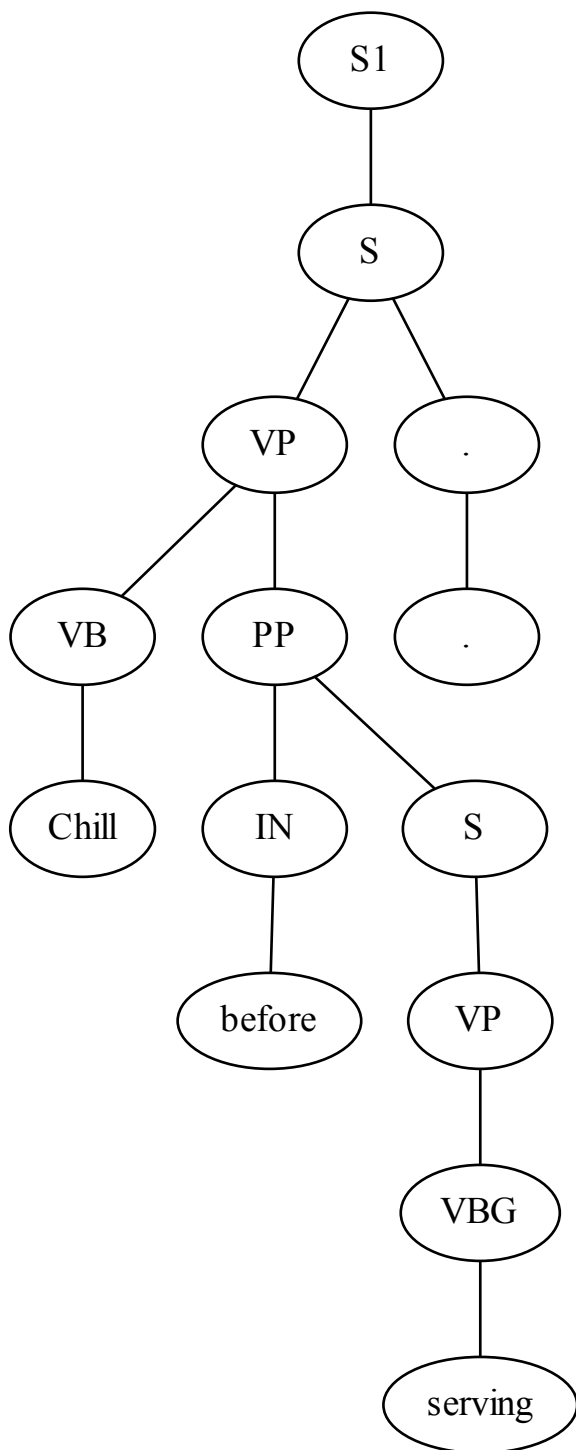 S1
S
VP .
VB PP .
Chill IN S
before VP
VBG
serving